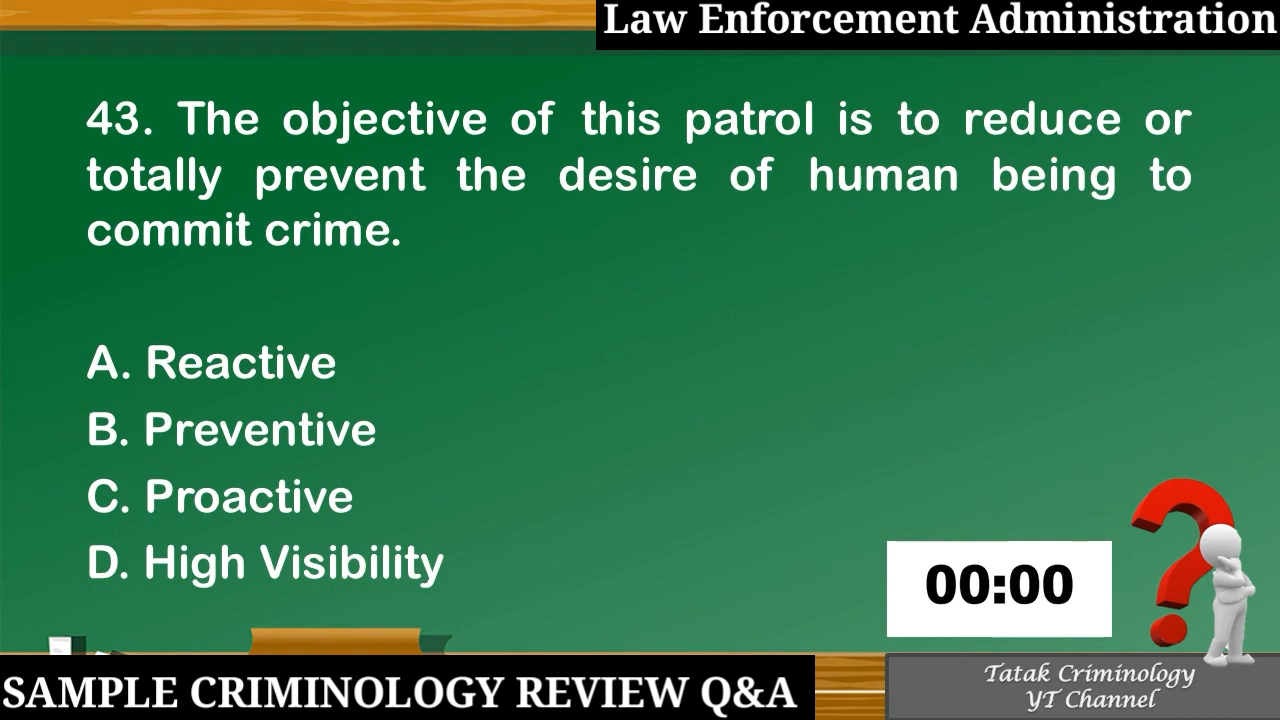 Law Enforcement Administration
43. The objective of this patrol is to reduce or
totally prevent the desire of human being to
commit crime.
A. Reactive
B. Preventive
C. Proactive
D. High Visibility
00:00
SAMPLE CRIMINOLOGY REVIEW Q&A
Tatak Criminology
YT Channel